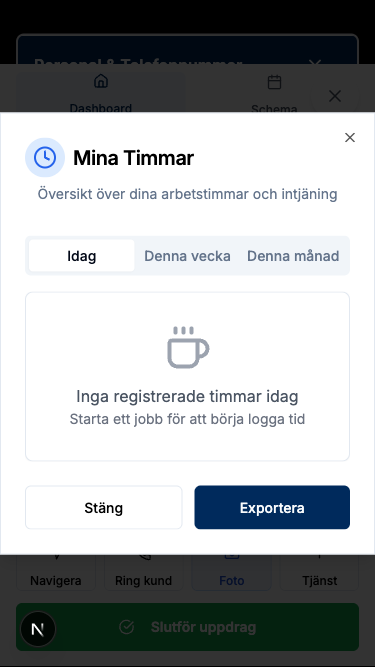 Personal & Telefonnummer
Dashboard
Schema
Mina Timmar
Översikt över dina arbetstimmar och intjäning
Idag
Denna vecka
Denna månad
Inga registrerade timmar idag
Starta ett jobb för att börja logga tid
Stäng
Exportera
Navigera
Ring kund
Foto
Tjänst
N
Slutför uppdrag